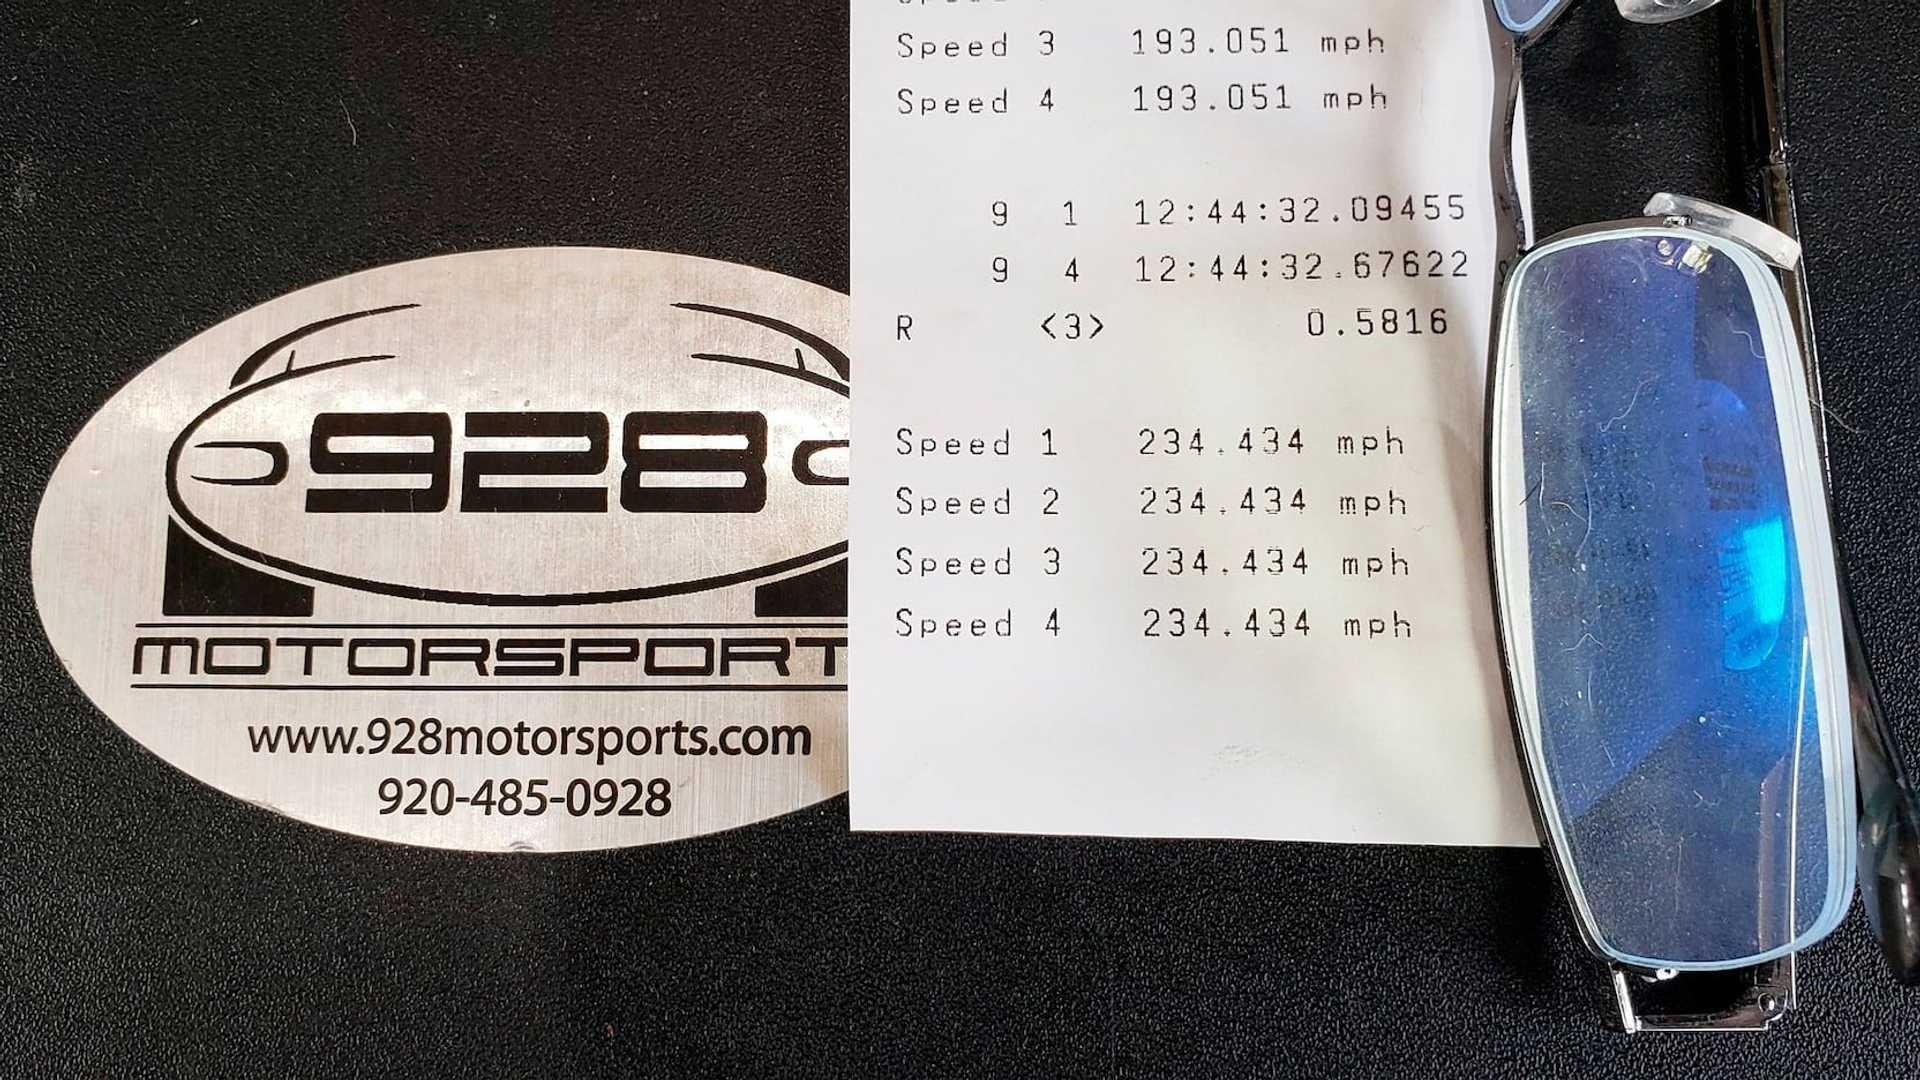 Speed 3 193.051 mph
Speed 4 193.051 mph
9 1 12:44:32.09455
9 4 12:44:32.67622
R <3> 0.5816
Speed 1 234.434 mph
Speed 2 234.434 mph
Speed 3 234.434 mph
Speed 4 234.434 mph
928
MOTORSPORT
www.928motorsports.com
920-485-0928